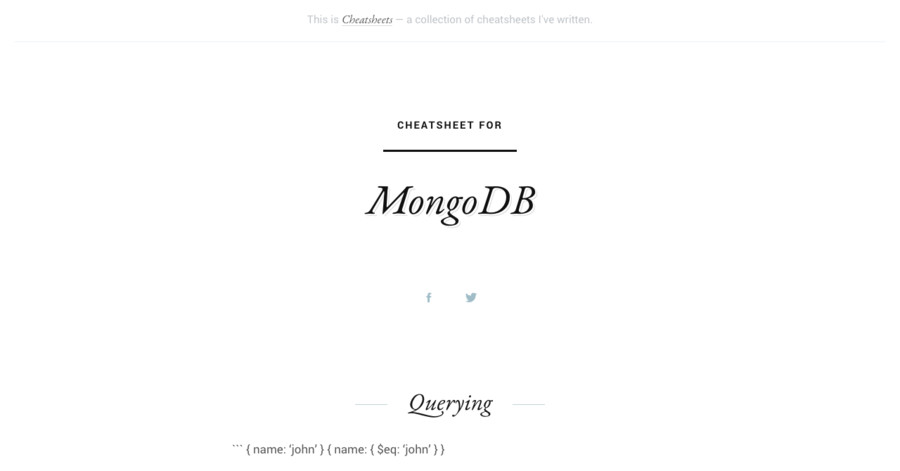 This is Cheatsheets — a collection of cheatsheets I've written.
CHEATSHEET FOR
MongoDB
Querying
``` { name: ‘john’ } { name: { $eq: ‘john’ } }